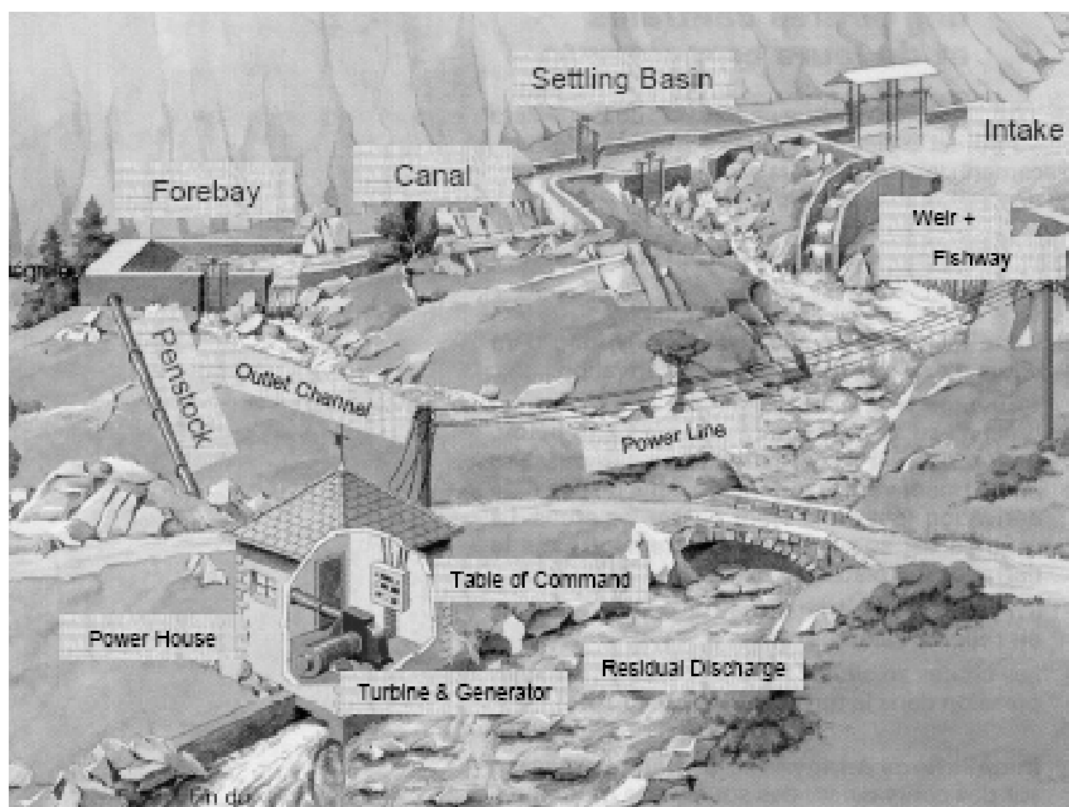 Settling Basin
Intake
Canal
Forebay
Weir +
Fishway
Penstock
Outlet Channel
Power Line
Table of Command
Power House
Residual Discharge
Turbine & Generator